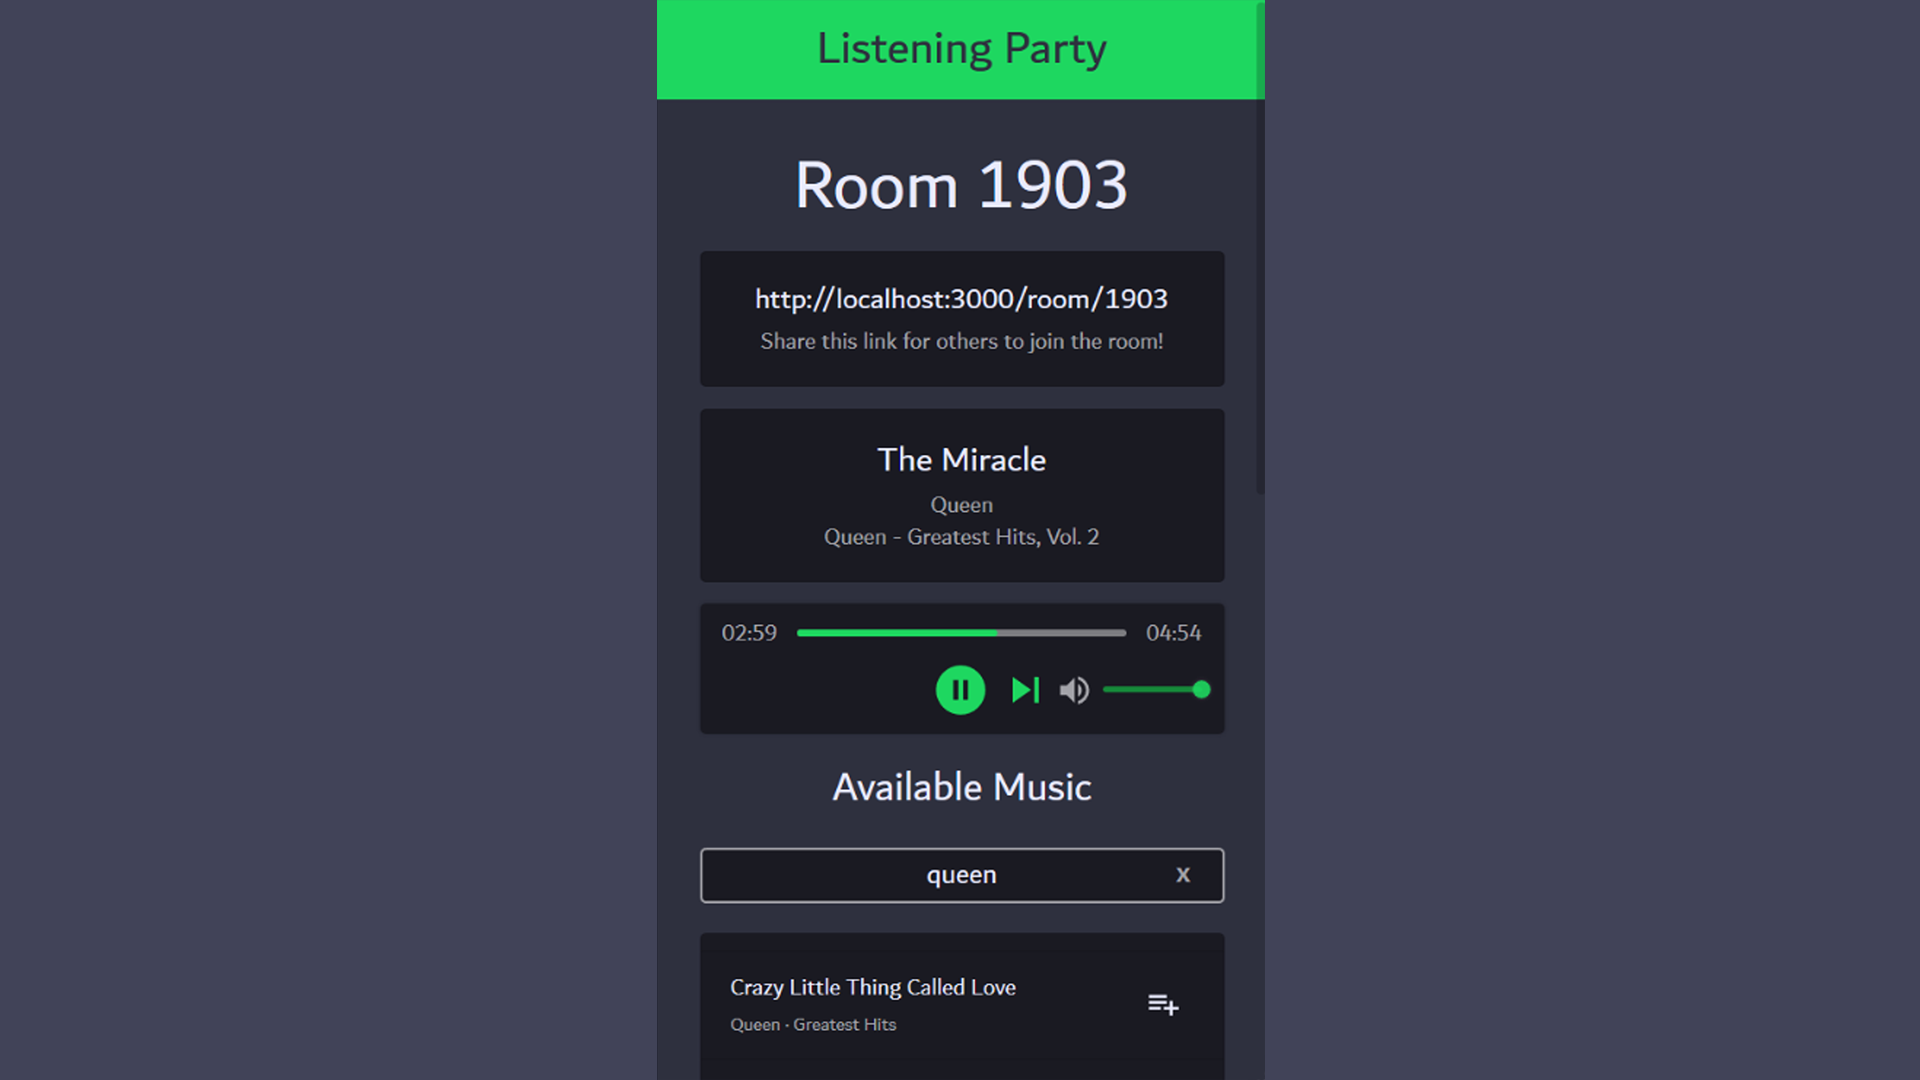 Listening Party
Room 1903
http://localhost:3000/room/1903
Share this link for others to join the room!
The Miracle
Queen
Queen - Greatest Hits, Vol. 2
02:59 04:54
Available Music
queen x
Crazy Little Thing Called Love
Queen · Greatest Hits